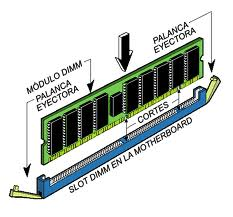 PALANCA
EYECTORA
MÓDULO DIMM
PALANCA
EYECTORA
CORTES
SLOT DIMM EN LA MOTHERBOARD